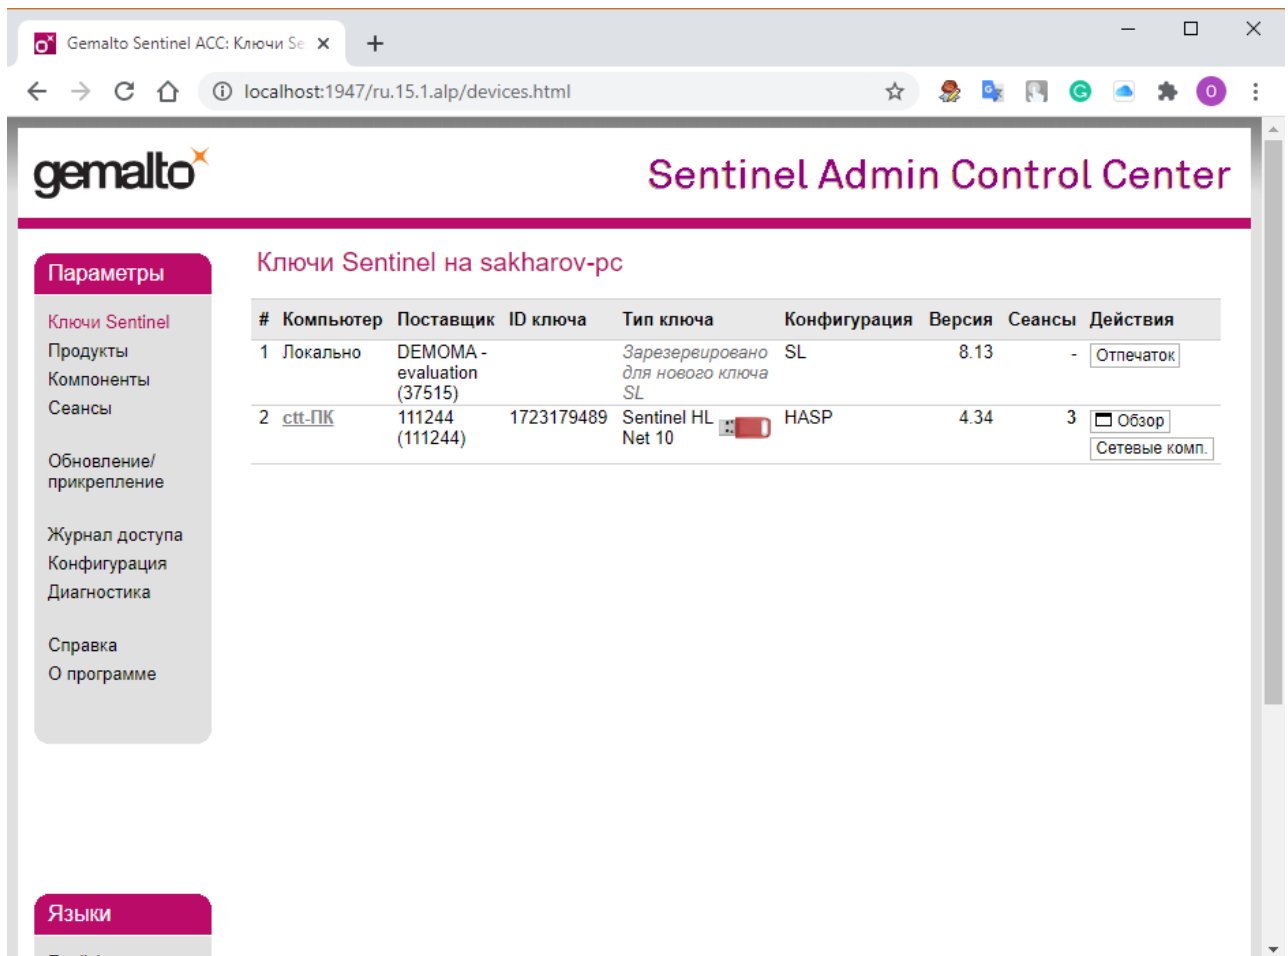 Gemalto Sentinel ACC: Ключи Se
localhost:1947/ru.15.1.alp/devices.html
G
O
gemalto
Sentinel Admin Control Center
Параметры
Ключи Sentinel
Продукты
Компоненты
Сеансы
Обновление/
прикрепление
Журнал доступа
Конфигурация
Диагностика
Справка
О программе
Ключи Sentinel на sakharov-pc
# Компьютер Поставщик ID ключа Тип ключа Конфигурация Версия Сеансы Действия
1 Локально DEMOMA - Зарезервировано SL 8.13 - Отпечаток
evaluation для нового ключа
(37515) SL
2 ctt-ПК 111244 1723179489 Sentinel HL HASP 4.34 3 Обзор
(111244) Net 10 Сетевые комп.
Языки